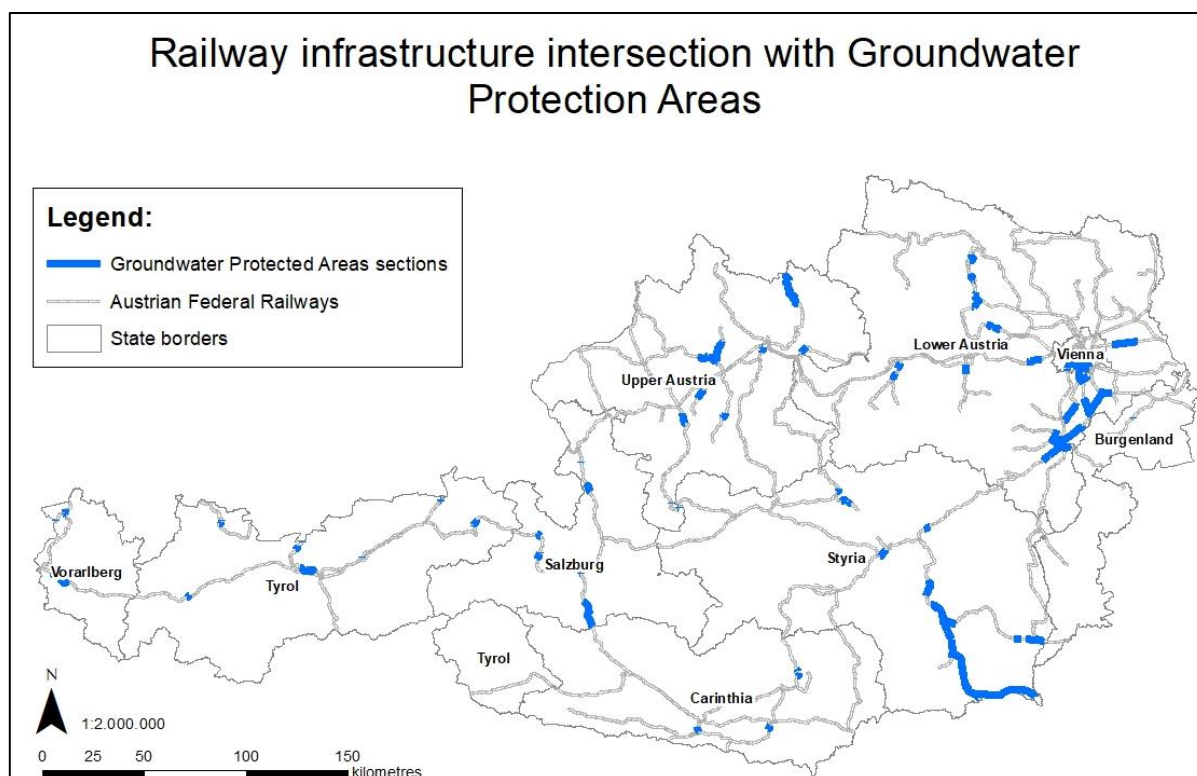 Railway infrastructure intersection with Groundwater
Protection Areas
Legend:
Groundwater Protected Areas sections
Austrian Federal Railways
State borders
Lower Austria
Vienna
Upper Austria
Burgenland
Styria
Salzburg
Vorarlberg
Tyrol
Tyrol
Carinthia
N
1:2.000.000
0 25 50 100 150
kilometres